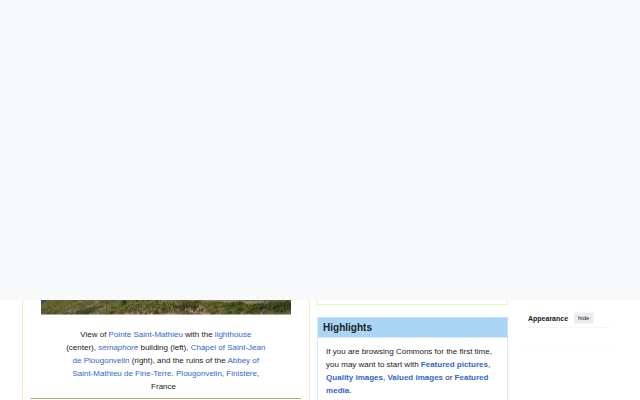 View of Pointe Saint-Mathieu with the lighthouse
(center), semaphore building (left), Chapel of Saint-Jean
de Plougonvelin (right), and the ruins of the Abbey of
Saint-Mathieu de Fine-Terre. Plougonvelin, Finistère,
France
Highlights
If you are browsing Commons for the first time,
you may want to start with Featured pictures,
Quality images, Valued images or Featured
media.
Appearance hide